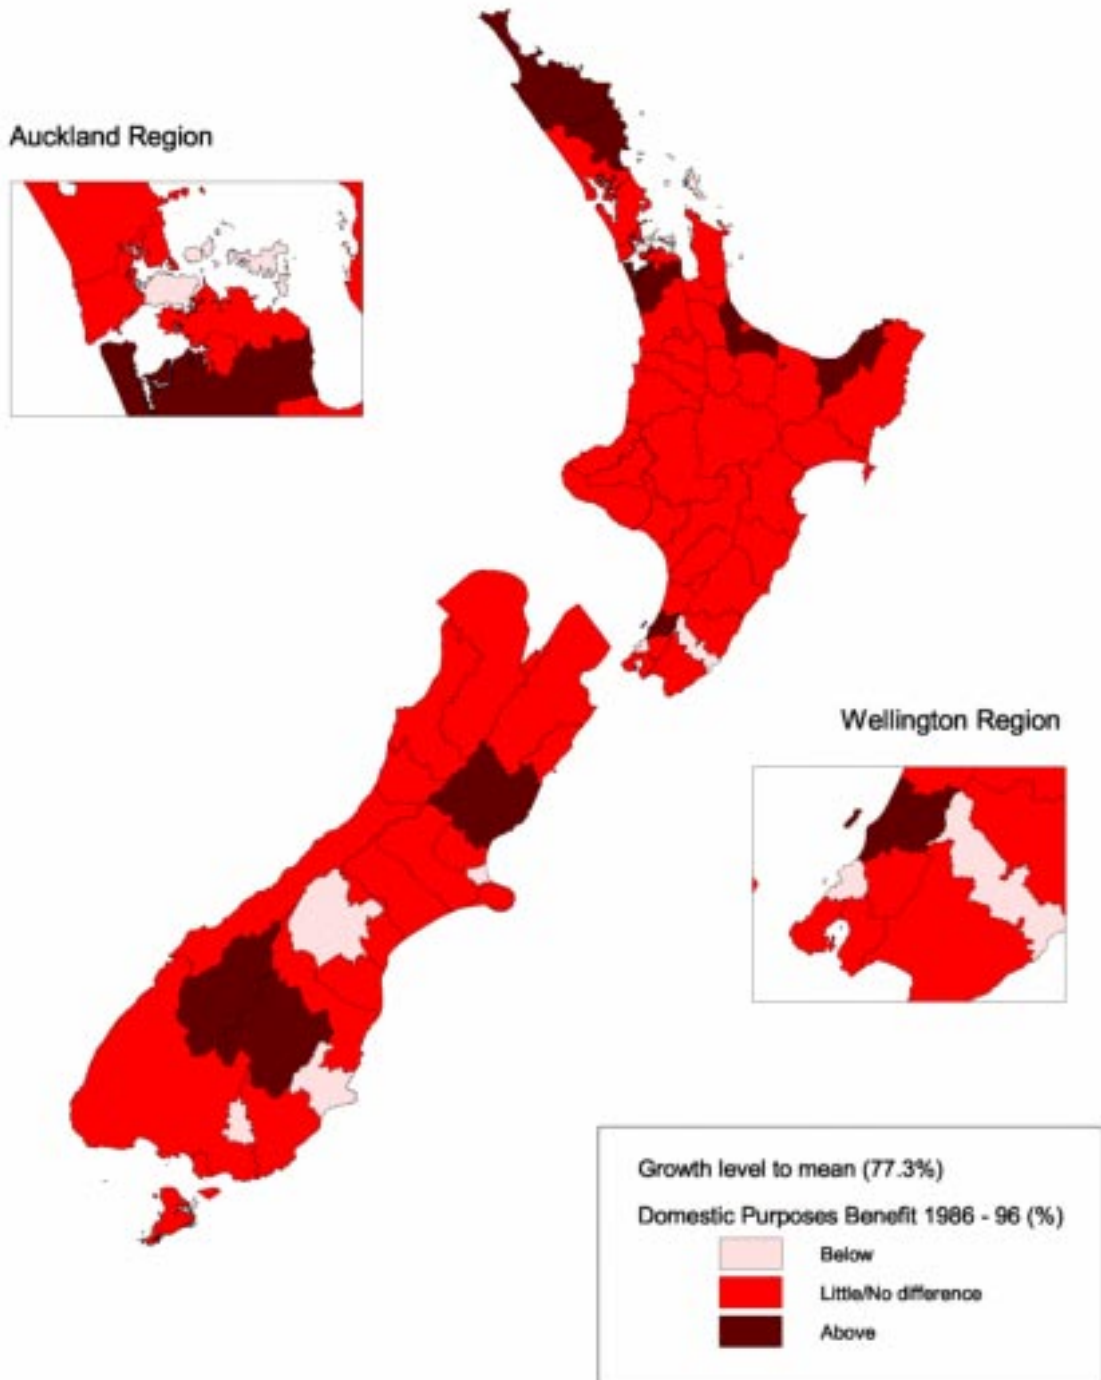 Auckland Region
Wellington Region
Growth level to mean (77.3%)
Domestic Purposes Benefit 1986 - 96 (%)
Below
Little/No difference
Above